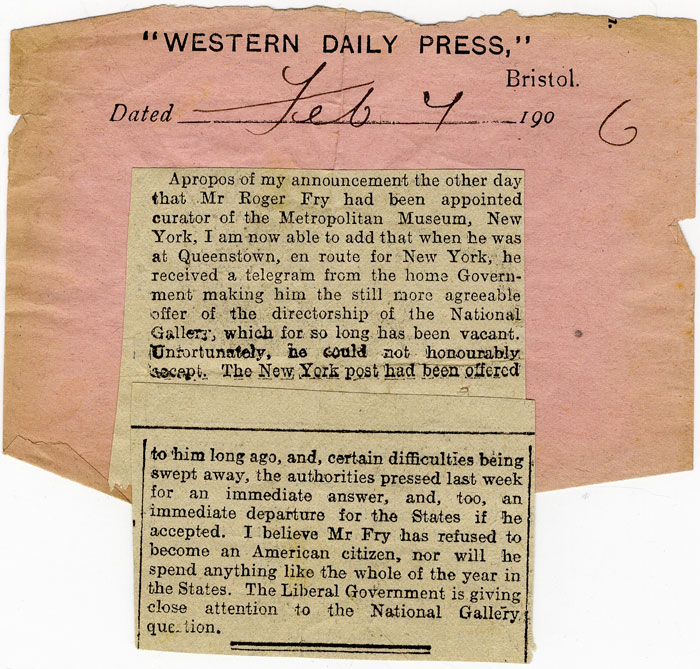 "WESTERN DAILY PRESS,"
Bristol.
Dated Feb 7 1906
Apropos of my announcement the other day
that Mr Roger Fry had been appointed
curator of the Metropolitan Museum, New
York, I am now able to add that when he was
at Queenstown, en route for New York, he
received a telegram from the home Govern-
ment making him the still more agreeable
offer of the directorship of the National
Gallery, which for so long has been vacant.
Unfortunately, he could not honourably
accept. The New York post had been offered
to him long ago, and, certain difficulties being
swept away, the authorities pressed last week
for an immediate answer, and, too, an
immediate departure for the States if he
accepted. I believe Mr Fry has refused to
become an American citizen, nor will he
spend anything like the whole of the year in
the States. The Liberal Government is giving
close attention to the National Gallery
question.